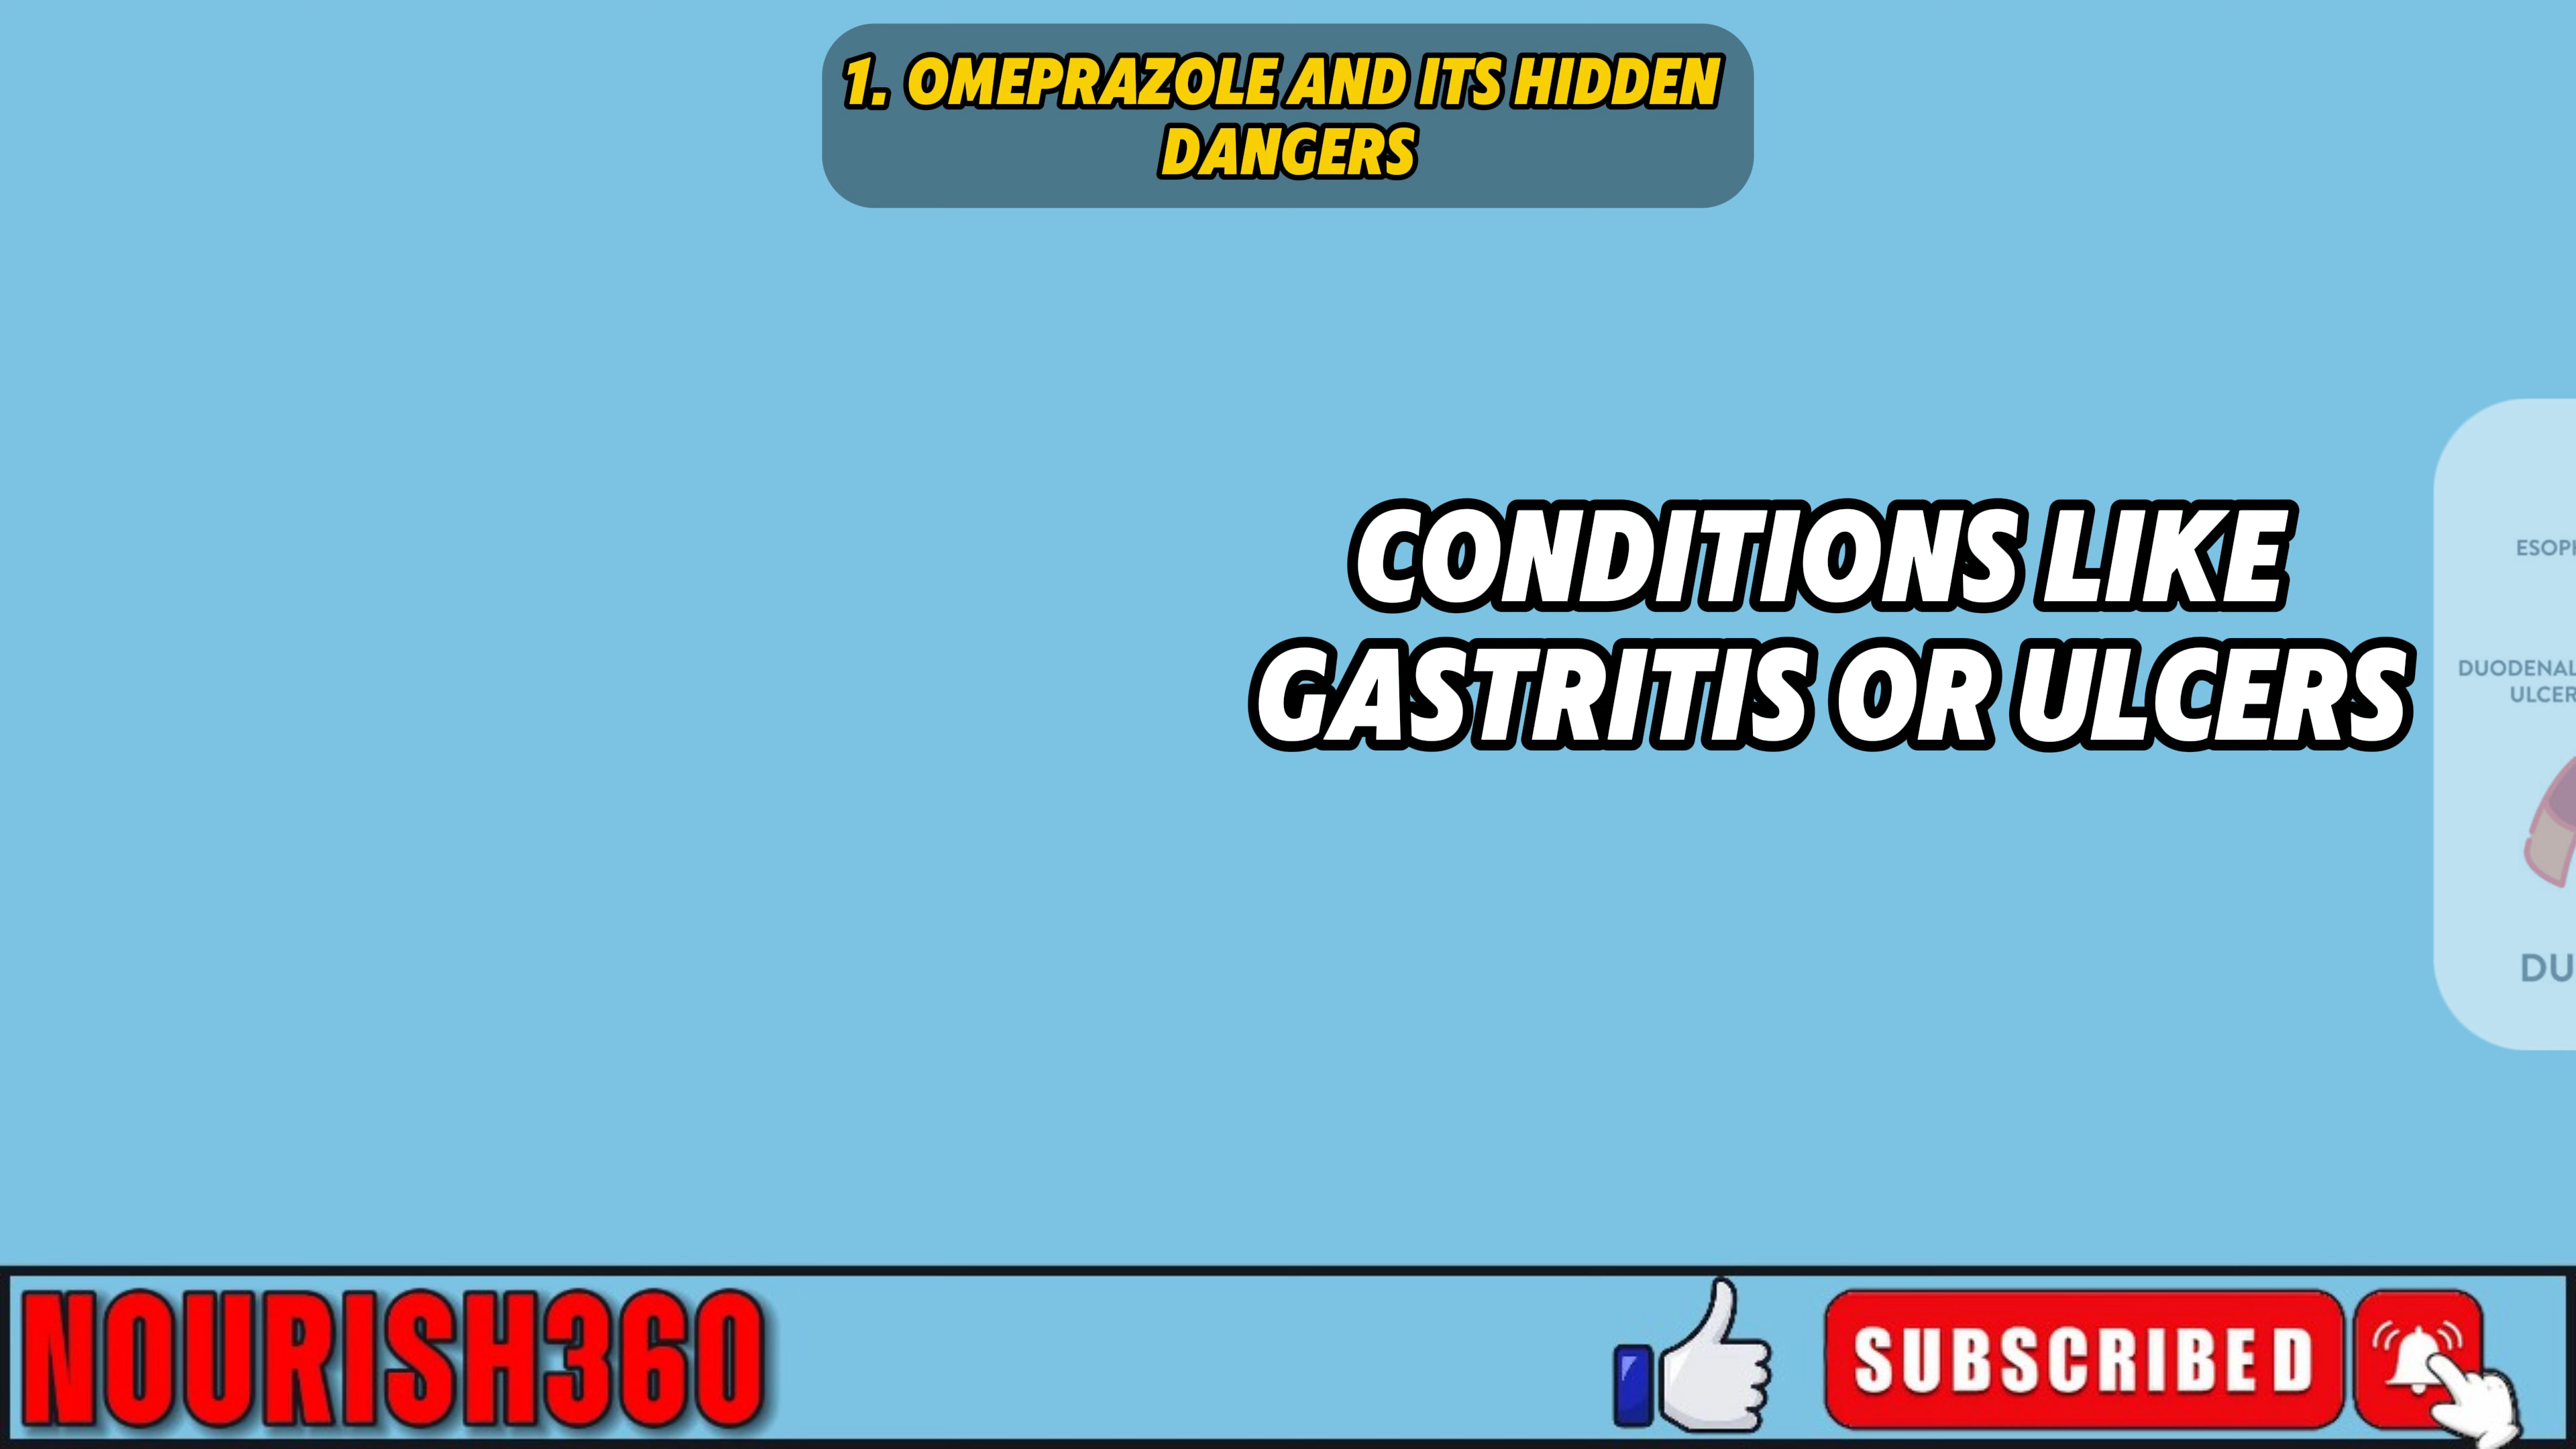 1. OMEPRAZOLE AND ITS HIDDEN
DANGERS
CONDITIONS LIKE
GASTRITIS OR ULCERS
DUODENAL
NOURISH360
SUBSCRIBED